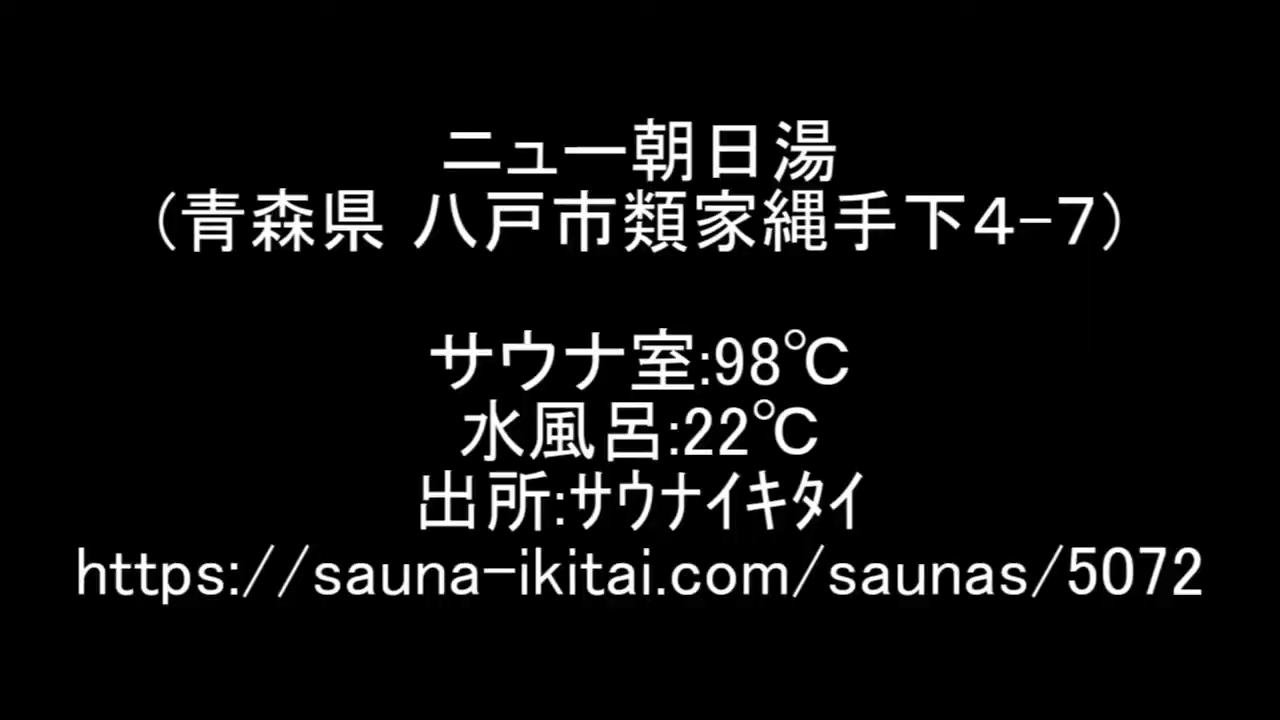 ニュー朝日湯
（青森県 八戸市類家縄手下４−７）
サウナ室:98℃
水風呂:22℃
出所:ｻｳﾅｲｷﾀｲ
https://sauna-ikitai.com/saunas/5072